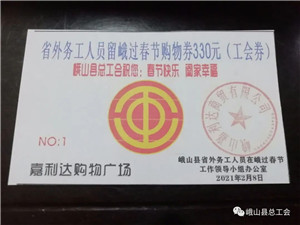 省外务工人员留峨过春节购物券330元（工会券）
峨山县总工会祝您：春节快乐 阖家幸福
NO:1
嘉利达购物广场
峨山县省外务工人员在峨过春节
工作领导小组办公室
2021年2月8日
峨山县总工会